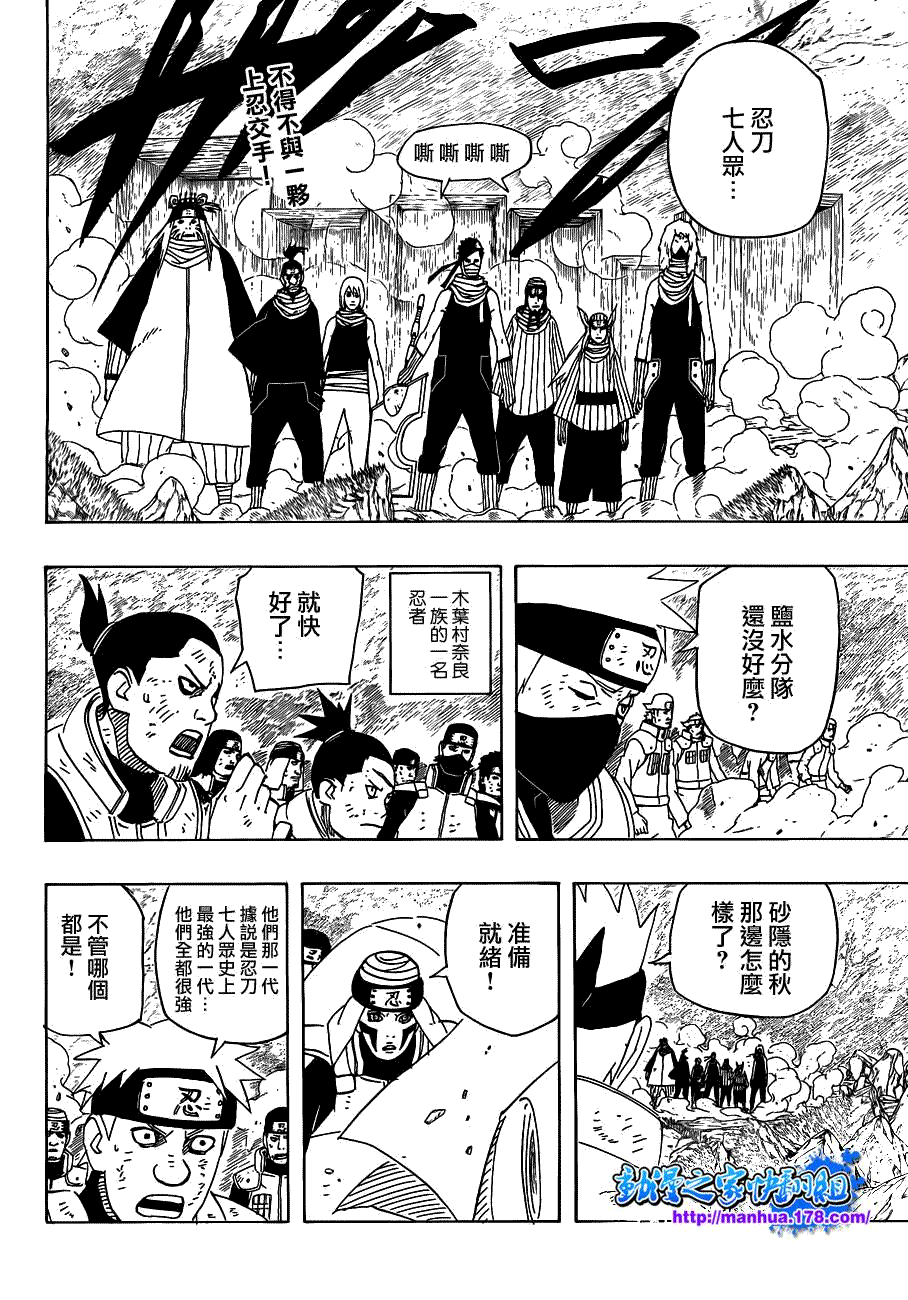 忍刀
七人眾…
嘶嘶嘶嘶
不得不與一夥
上忍交手！
鹽水分隊
還沒好麼？
木葉村奈良
一族的一名
忍者
就快
好了…
砂隱的秋
那邊怎麼
樣了？
准備
就緒！
他們那一代
據説是忍刀
七人眾史上
最強的一代…
他們全都很強
不管哪個
都是！
忍
忍
忍
動漫之家漢化組
http://manhua.178.com/